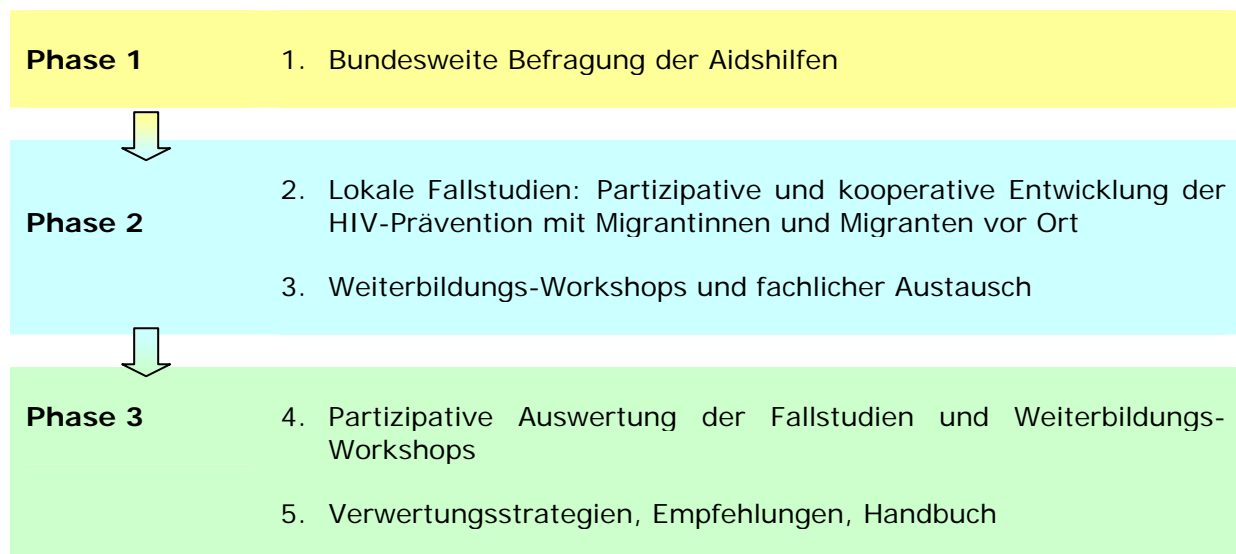 Phase 1
1. Bundesweite Befragung der Aidshilfen
Phase 2
2. Lokale Fallstudien: Partizipative und kooperative Entwicklung der
HIV-Prävention mit Migrantinnen und Migranten vor Ort
3. Weiterbildungs-Workshops und fachlicher Austausch
Phase 3
4. Partizipative Auswertung der Fallstudien und Weiterbildungs-
Workshops
5. Verwertungsstrategien, Empfehlungen, Handbuch